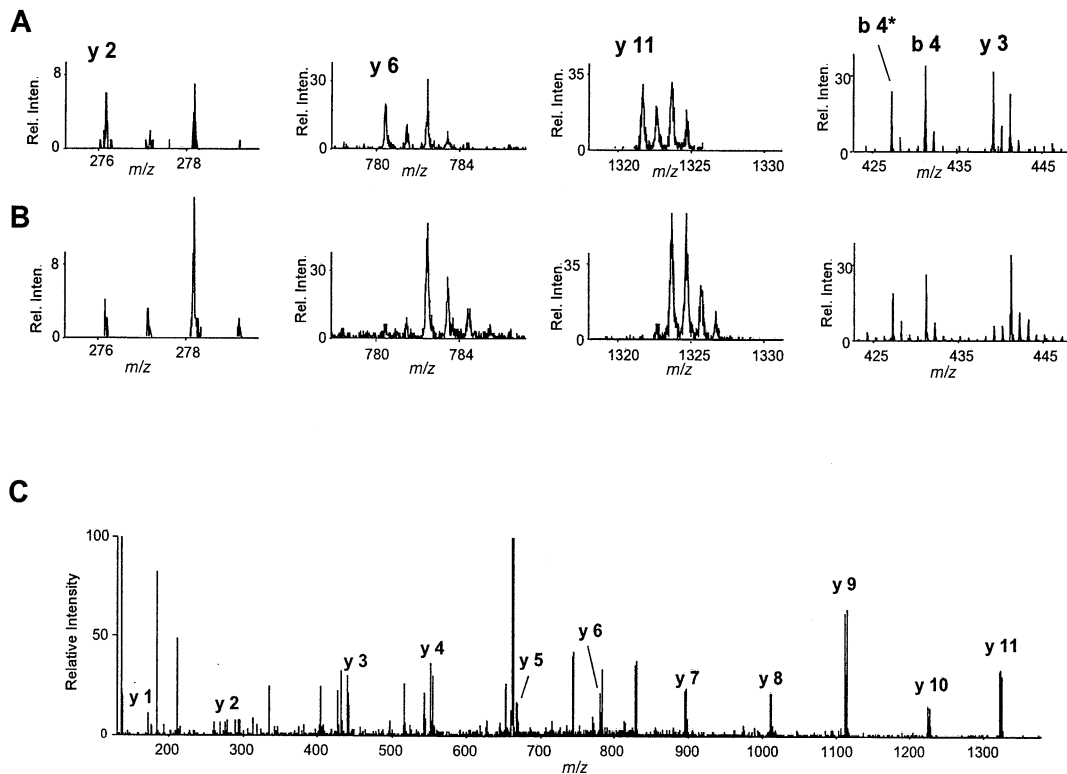 A
y 2
y 6
y 11
b 4*
b 4
y 3
Rel. Inten.
8
0
276
278
m/z
Rel. Inten.
30
0
780
784
m/z
Rel. Inten.
35
0
1320
1325
1330
m/z
Rel. Inten.
30
0
425
435
445
m/z
B
Rel. Inten.
8
0
276
278
m/z
Rel. Inten.
30
0
780
784
m/z
Rel. Inten.
35
0
1320
1325
1330
m/z
Rel. Inten.
30
0
425
435
445
m/z
C
Relative Intensity
100
50
0
y 1
y 2
y 3
y 4
y 5
y 6
y 7
y 8
y 9
y 10
y 11
200
300
400
500
600
700
800
900
1000
1100
1200
1300
m/z